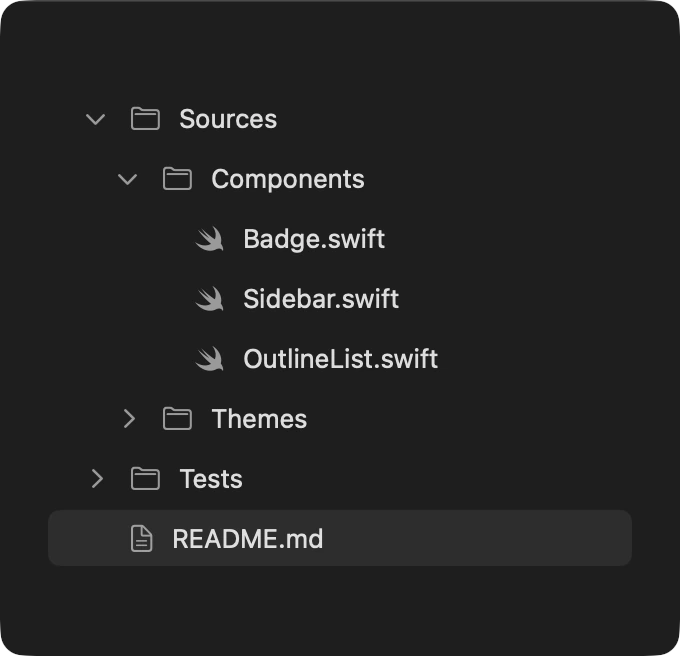 Sources
Components
Badge.swift
Sidebar.swift
OutlineList.swift
Themes
Tests
README.md